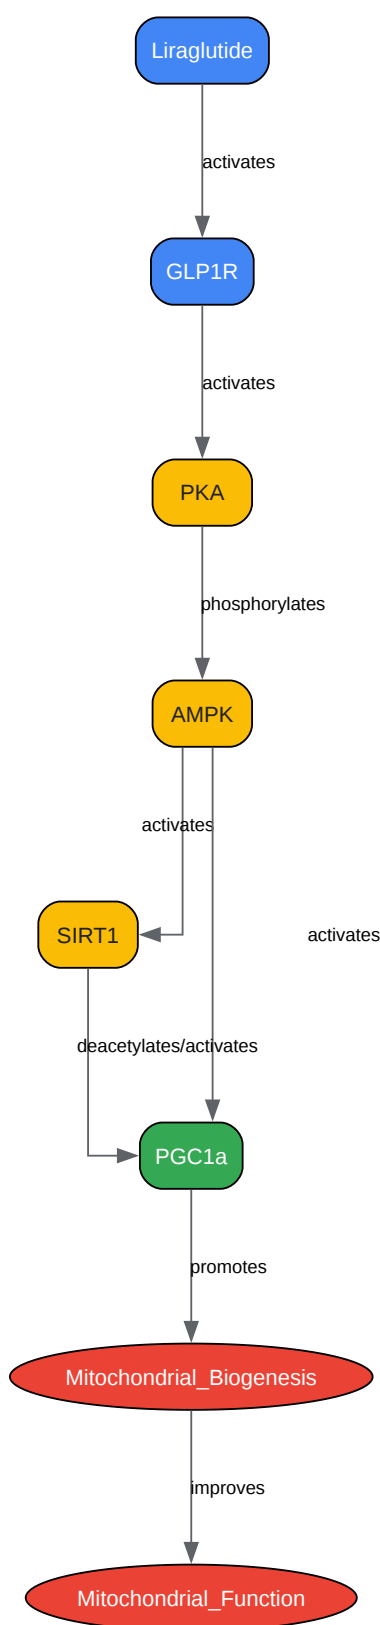 Liraglutide
activates
GLP1R
activates
PKA
phosphorylates
AMPK
activates
SIRT1
activates
deacetylates/activates
PGC1a
promotes
Mitochondrial_Biogenesis
improves
Mitochondrial_Function